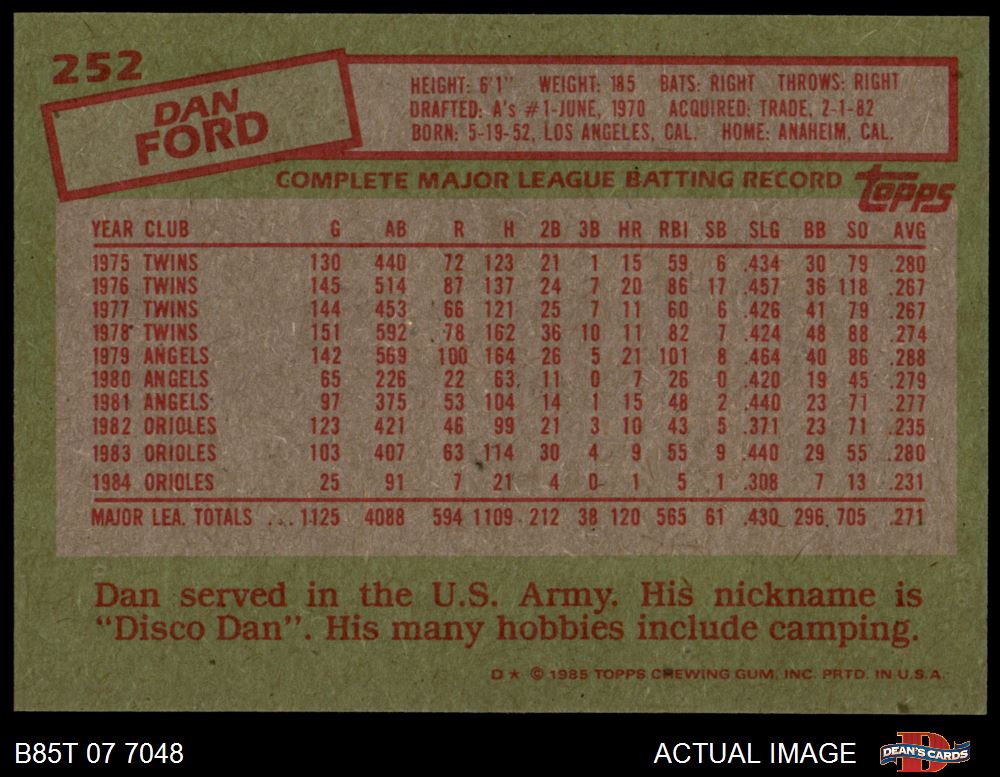 252
DAN
FORD
HEIGHT: 6'1" WEIGHT: 185 BATS: RIGHT THROWS: RIGHT
DRAFTED: A's #1-JUNE, 1970 ACQUIRED: TRADE, 2-1-82
BORN: 5-19-52, LOS ANGELES, CAL. HOME: ANAHEIM, CAL.
COMPLETE MAJOR LEAGUE BATTING RECORD topps
YEAR CLUB G AB R H 2B 3B HR RBI SB SLG BB SO AVG
1975 TWINS 130 440 72 123 21 1 15 59 6 .434 30 79 .280
1976 TWINS 145 514 87 137 24 7 20 86 17 .457 36 118 .267
1977 TWINS 144 453 66 121 25 7 11 60 6 .426 41 79 .267
1978 TWINS 151 592 78 162 36 10 11 82 7 .424 48 88 .274
1979 ANGELS 142 569 100 164 26 5 21 101 8 .464 40 86 .288
1980 ANGELS 65 226 22 63 11 0 7 26 0 .420 19 45 .279
1981 ANGELS 97 375 53 104 14 1 15 48 2 .440 23 71 .277
1982 ORIOLES 123 421 46 99 21 3 10 43 5 .371 23 71 .235
1983 ORIOLES 103 407 63 114 30 4 9 55 9 .440 29 55 .280
1984 ORIOLES 25 91 7 21 4 0 1 5 1 .308 7 13 .231
MAJOR LEA. TOTALS ... 1125 4088 594 1109 212 38 120 565 61 .430 296 705 .271
Dan served in the U.S. Army. His nickname is
"Disco Dan". His many hobbies include camping.
D★ © 1985 TOPPS CHEWING GUM, INC. PRTD. IN U.S.A.
B85T 07 7048 ACTUAL IMAGE DEAN'S CARDS